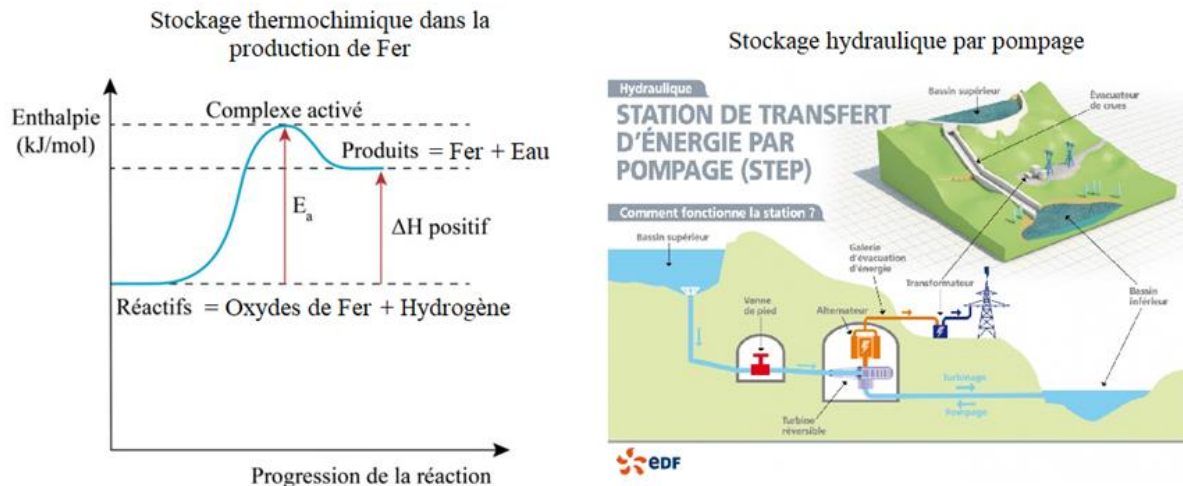 Stockage thermochimique dans la
production de Fer
Enthalpie
(kJ/mol)
Complexe activé
Produits = Fer + Eau
E
a
ΔH positif
Réactifs = Oxydes de Fer + Hydrogène
Progression de la réaction
Stockage hydraulique par pompage
Hydraulique
STATION DE TRANSFERT
D'ÉNERGIE PAR
POMPAGE (STEP)
Bassin supérieur
Évacuateur
de crues
Comment fonctionne la station ?
Bassin supérieur
Galerie
d'évacuation
d'énergie
Transformateur
Vanne
de pied
Alternateur
Bassin
inférieur
Turbinage
Pompage
Turbine
réversible
eDF